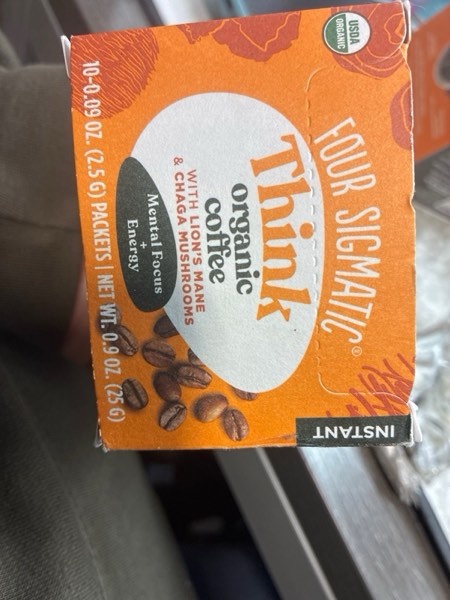 USDA
ORGANIC
FOUR SIGMATIC®
Think
organic
coffee
WITH LION'S MANE
& CHAGA MUSHROOMS
Mental Focus
+
Energy
10-0.09 OZ. (2.5 G) PACKETS | NET WT. 0.9 OZ. (25 G)
INSTANT